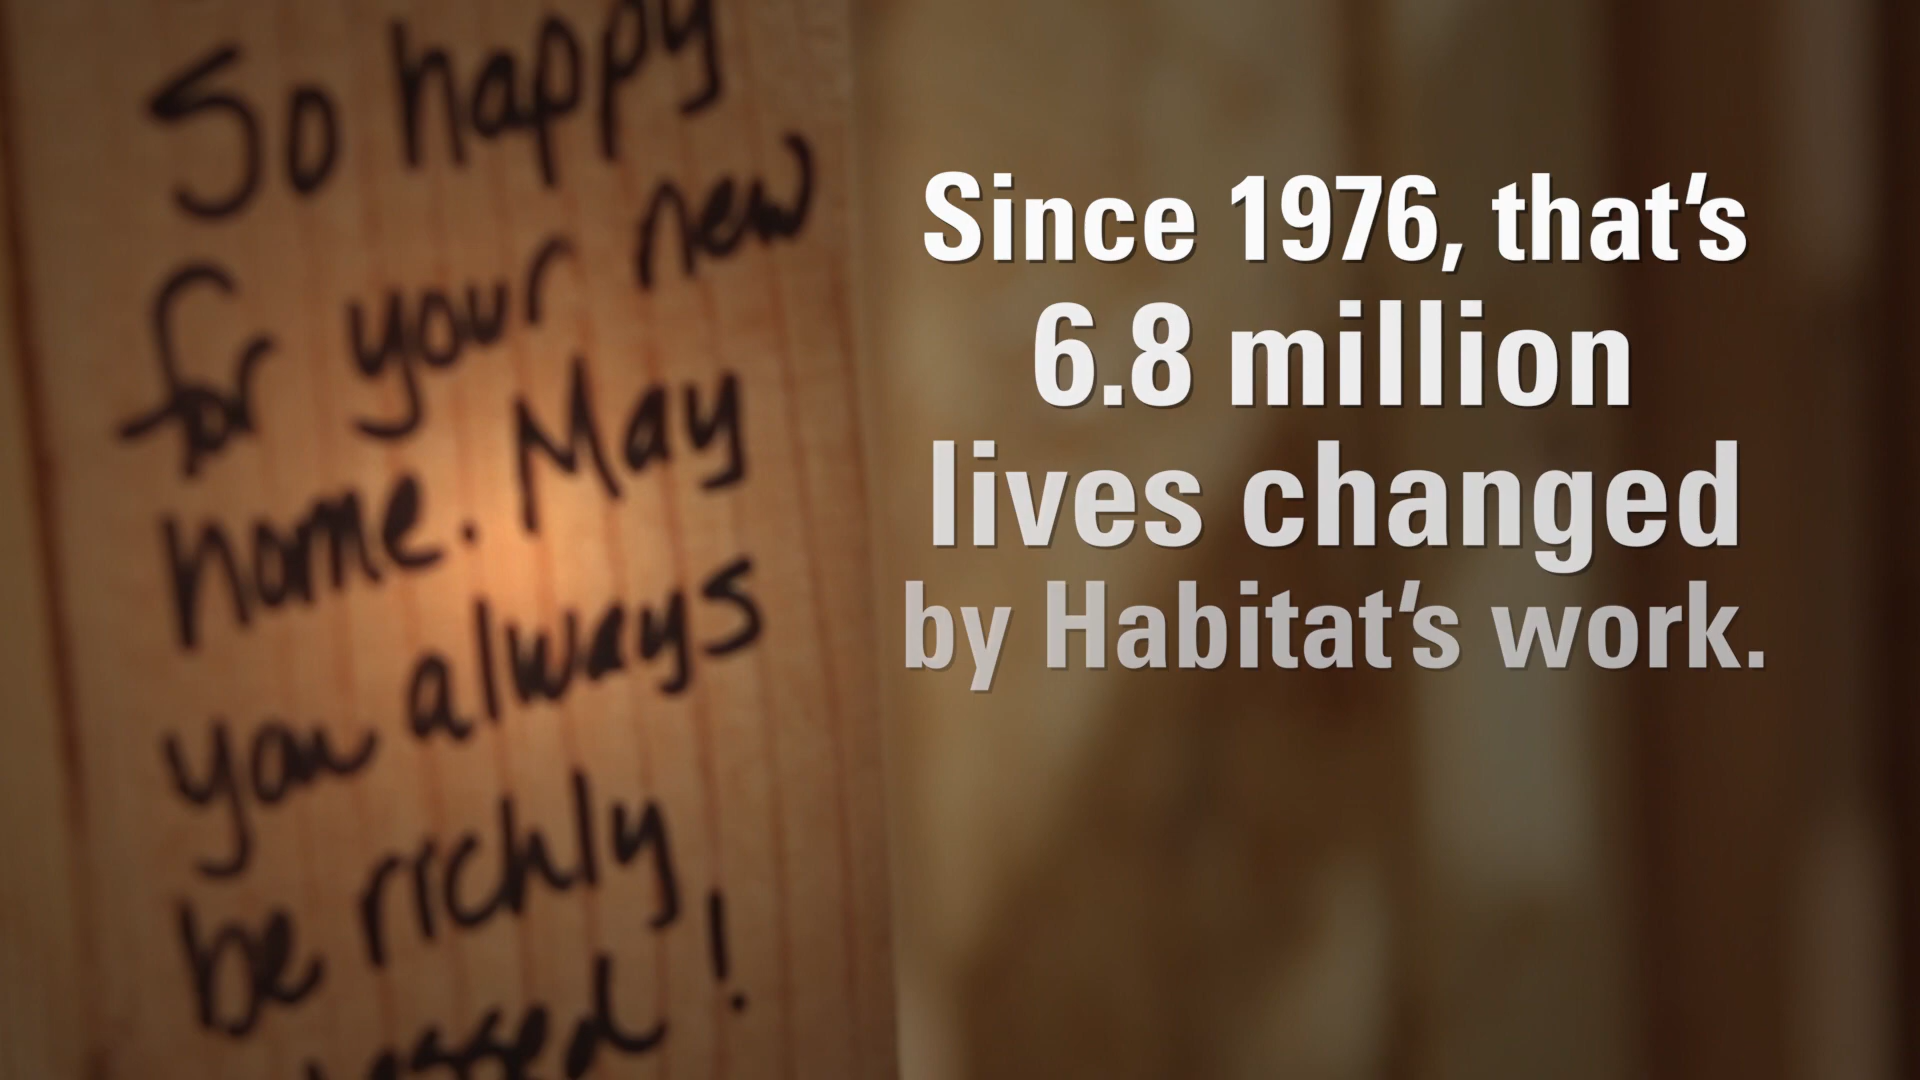 So happy
for your new
home. May
you always
be richly
!
Since 1976, that's
6.8 million
lives changed
by Habitat's work.